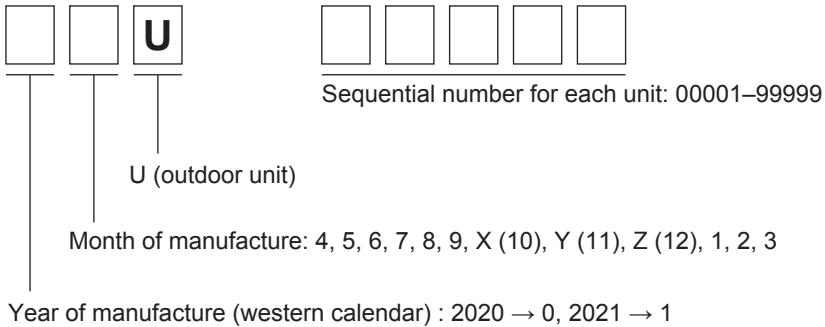 U
Sequential number for each unit: 00001–99999
U (outdoor unit)
Month of manufacture: 4, 5, 6, 7, 8, 9, X (10), Y (11), Z (12), 1, 2, 3
Year of manufacture (western calendar) : 2020 → 0, 2021 → 1